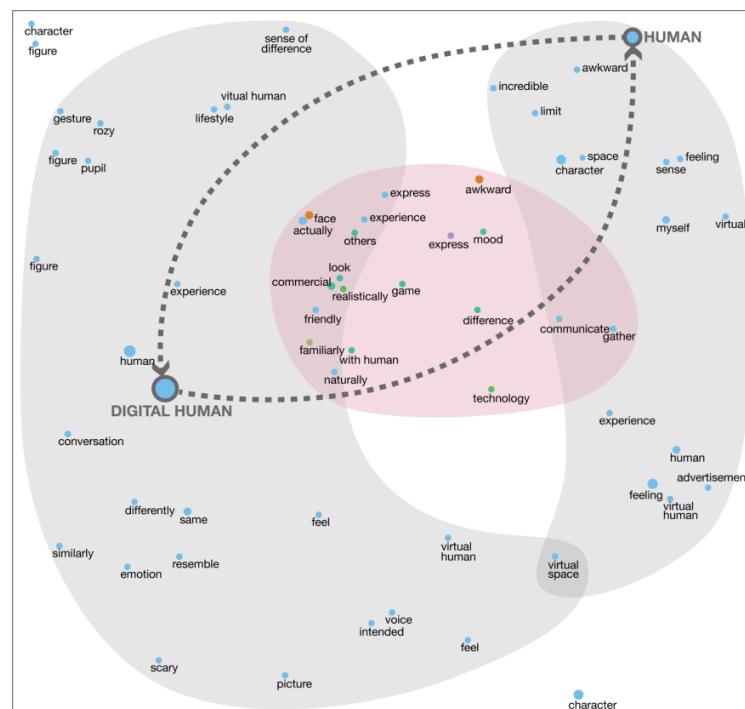 character
figure
sense of
difference
HUMAN
awkward
incredible
vitual human
lifestyle
gesture
rozy
limit
figure
pupil
space
character
feeling
sense
express
awkward
face
actually
experience
others
express
mood
myself
virtual
figure
look
commercial
realistically
game
experience
friendly
difference
communicate
gather
human
familiarly
with human
naturally
DIGITAL HUMAN
technology
conversation
experience
human
advertisemen
feeling
virtual
human
differently
same
feel
similarly
emotion
resemble
virtual
human
virtual
space
voice
intended
feel
scary
picture
character